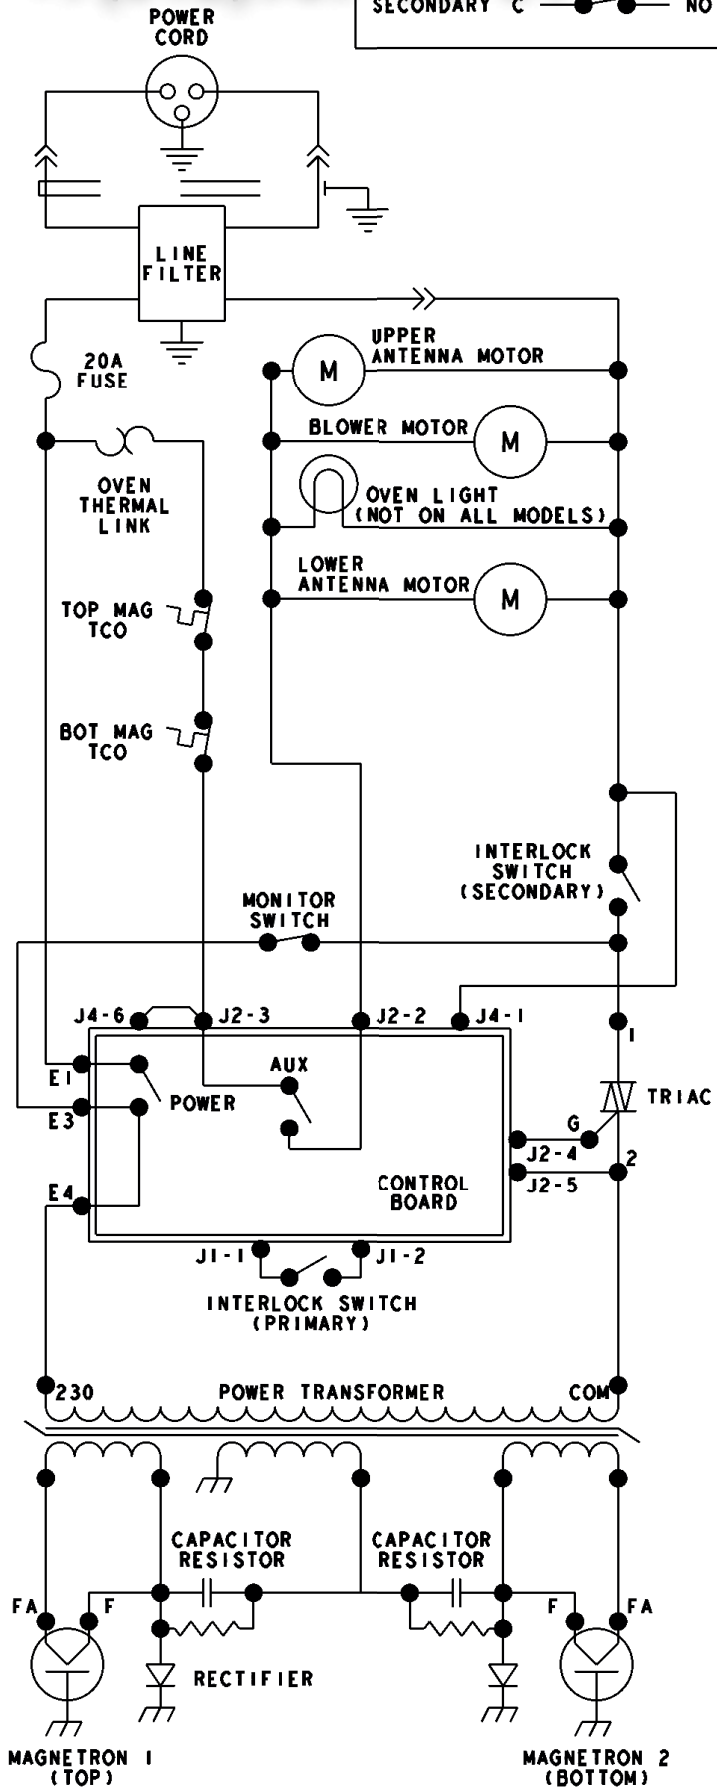 SECONDARY C NO
POWER
CORD
LINE
FILTER
20A
FUSE
UPPER
ANTENNA MOTOR
M
BLOWER MOTOR
M
OVEN
THERMAL
LINK
OVEN LIGHT
(NOT ON ALL MODELS)
LOWER
ANTENNA MOTOR
M
TOP MAG
TCO
BOT MAG
TCO
INTERLOCK
SWITCH
(SECONDARY)
MONITOR
SWITCH
J4-6
J2-3
J2-2
J4-1
1
E1
AUX
POWER
E3
TRIAC
G
J2-4
2
J2-5
E4
CONTROL
BOARD
J1-1
J1-2
INTERLOCK SWITCH
(PRIMARY)
230
POWER TRANSFORMER
COM
CAPACITOR
RESISTOR
CAPACITOR
RESISTOR
FA
F
F
FA
RECTIFIER
MAGNETRON 1
(TOP)
MAGNETRON 2
(BOTTOM)